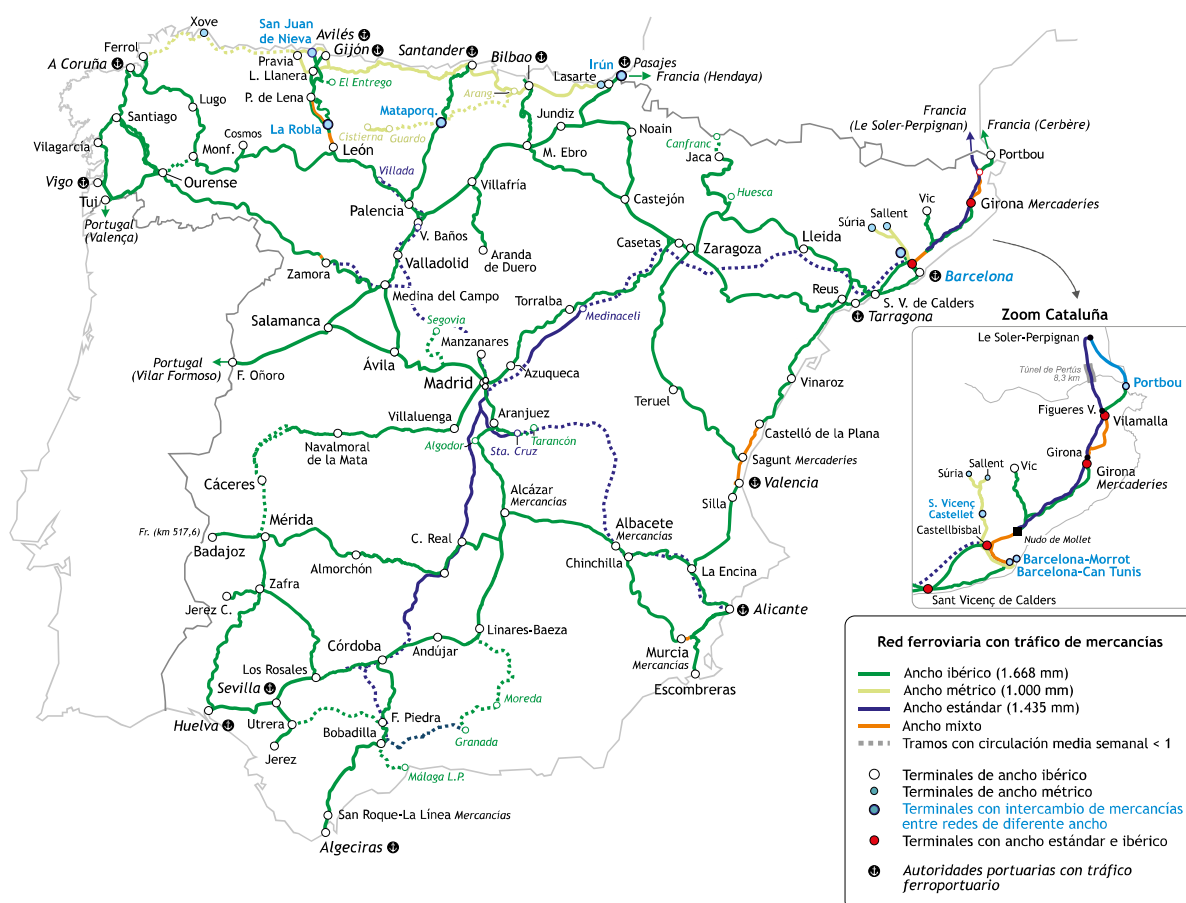 Xove
San Juan
de Nieva
Avilés
Gijón
Ferrol
A Coruña
Pravia
L. Llanera
El Entrego
Santander
Bilbao
Irún
Pasajes
Lasarte
Francia (Hendaya)
Lugo
P. de Lena
Arang.
Santiago
Mataporq.
Jundiz
Noain
Francia
(Le Soler-Perpignan)
Francia (Cerbère)
Cosmos
La Robla
Cistierna
Guardo
Canfranc
Vilagarcía
Monf.
León
M. Ebro
Jaca
Portbou
Vigo
Ourense
Villada
Villafría
Huesca
Tui
Palencia
Castejón
Vic
Girona Mercaderies
Portugal
(Valença)
V. Baños
Súria
Sallent
Casetas
Zaragoza
Lleida
Aranda
de Duero
Valladolid
Zamora
Barcelona
Medina del Campo
Torralba
Reus
S. V. de Calders
Medinaceli
Tarragona
Segovia
Salamanca
Manzanares
Zoom Cataluña
Le Soler-Perpignan
Portugal
(Vilar Formoso)
F. Oñoro
Ávila
Madrid
Azuqueca
Túnel de Pertús
8,3 km
Portbou
Vinaroz
Teruel
Villaluenga
Aranjuez
Figueres V.
Vilamalla
Navalmoral
de la Mata
Algodor
Sta. Cruz
Tarancón
Castelló de la Plana
Girona
Girona
Mercaderies
Sagunt Mercaderies
Súria
Sallent
Vic
Cáceres
Valencia
Alcázar
Mercancías
Silla
S. Vicenç
Castellet
Fr. (km 517,6)
Mérida
Albacete
Mercancías
Castellbisbal
Nudo de Mollet
Badajoz
C. Real
Almorchón
Chinchilla
La Encina
Barcelona-Morrot
Barcelona-Can Tunis
Zafra
Sant Vicenç de Calders
Jerez C.
Alicante
Linares-Baeza
Andújar
Córdoba
Murcia
Mercancías
Los Rosales
Escombreras
Sevilla
Huelva
Utrera
Moreda
F. Piedra
Bobadilla
Granada
Jerez
Málaga L.P.
San Roque-La Línea Mercancías
Algeciras
Red ferroviaria con tráfico de mercancías
Ancho ibérico (1.668 mm)
Ancho métrico (1.000 mm)
Ancho estándar (1.435 mm)
Ancho mixto
Tramos con circulación media semanal < 1
Terminales de ancho ibérico
Terminales de ancho métrico
Terminales con intercambio de mercancías
entre redes de diferente ancho
Terminales con ancho estándar e ibérico
Autoridades portuarias con tráfico
ferroportuario